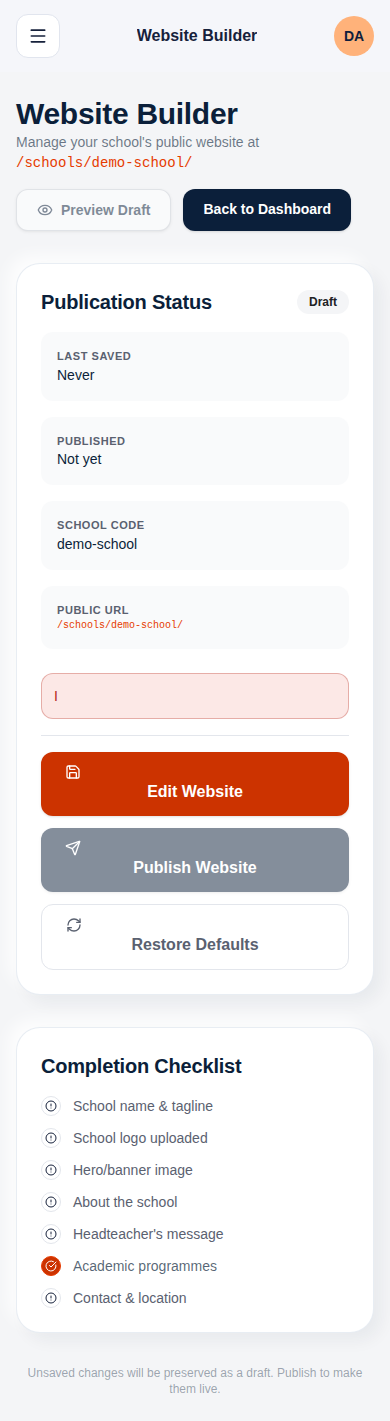 Website Builder
DA
Website Builder
Manage your school's public website at
/schools/demo-school/
Preview Draft
Back to Dashboard
Publication Status
Draft
LAST SAVED
Never
PUBLISHED
Not yet
SCHOOL CODE
demo-school
PUBLIC URL
/schools/demo-school/
Edit Website
Publish Website
Restore Defaults
Completion Checklist
School name & tagline
School logo uploaded
Hero/banner image
About the school
Headteacher's message
Academic programmes
Contact & location
Unsaved changes will be preserved as a draft. Publish to make
them live.